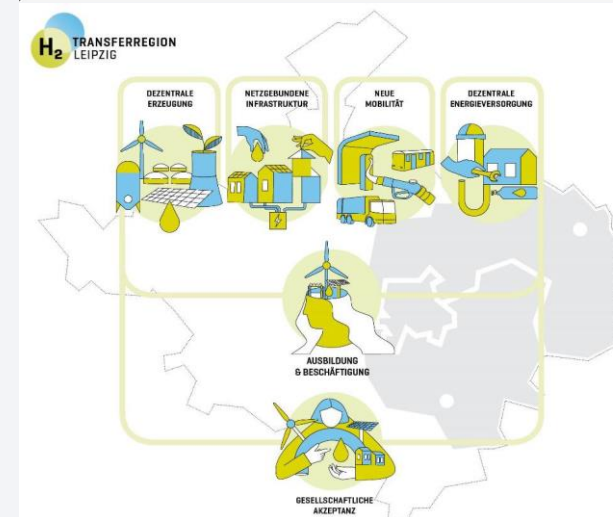 H₂ TRANSFERREGION
LEIPZIG
DEZENTRALE
ERZEUGUNG
NETZGEBUNDENE
INFRASTRUKTUR
NEUE
MOBILITÄT
DEZENTRALE
ENERGIEVERSORGUNG
AUSBILDUNG
& BESCHÄFTIGUNG
GESELLSCHAFTLICHE
AKZEPTANZ